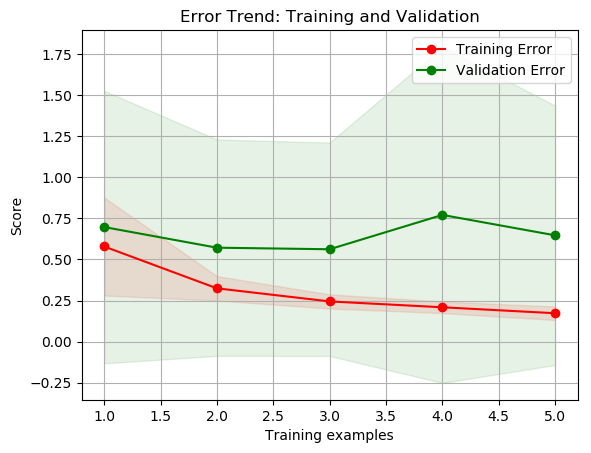 Error Trend: Training and Validation
Training Error
Validation Error
1.75
1.50
1.25
1.00
0.75
0.50
0.25
0.00
−0.25
Score
1.0 1.5 2.0 2.5 3.0 3.5 4.0 4.5 5.0
Training examples